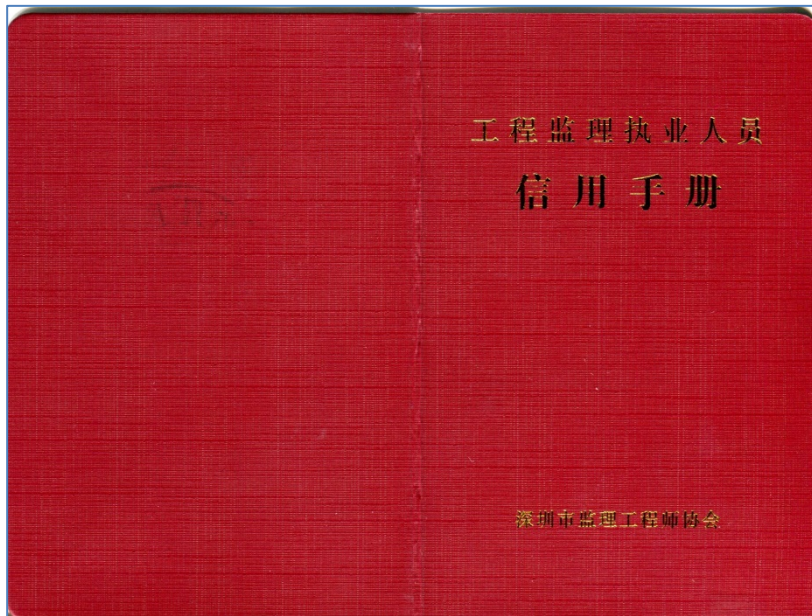 工程监理执业人员
信用手册
深圳市监理工程师协会